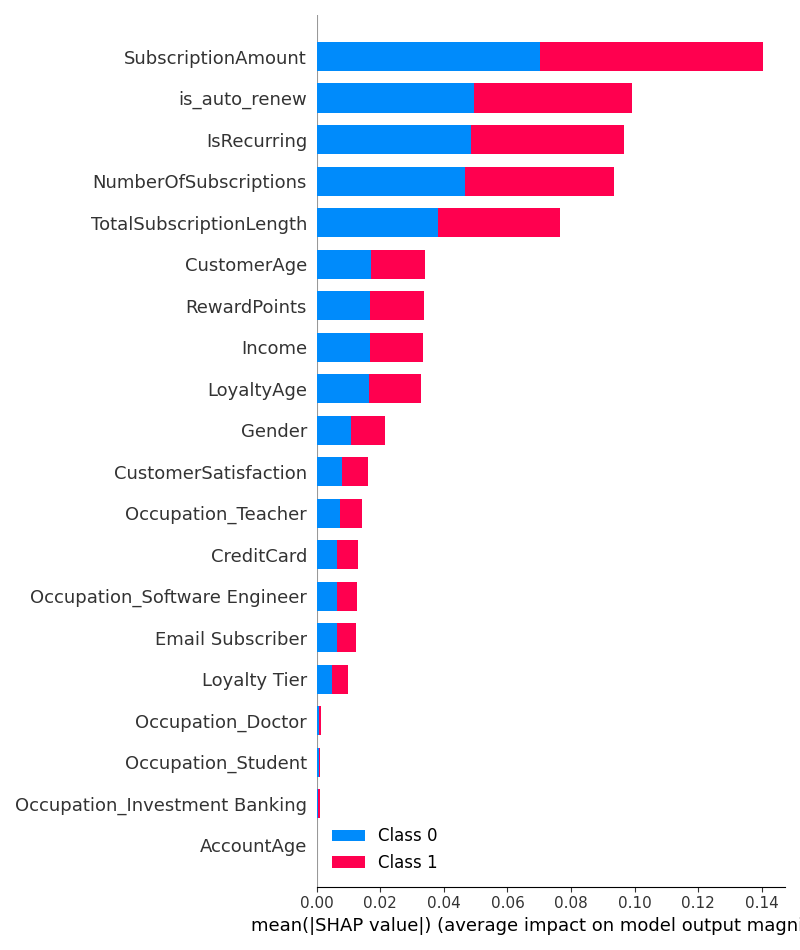 SubscriptionAmount
is_auto_renew
IsRecurring
NumberOfSubscriptions
TotalSubscriptionLength
CustomerAge
RewardPoints
Income
LoyaltyAge
Gender
CustomerSatisfaction
Occupation_Teacher
CreditCard
Occupation_Software Engineer
Email Subscriber
Loyalty Tier
Occupation_Doctor
Occupation_Student
Occupation_Investment Banking
AccountAge
Class 0
Class 1
0.00 0.02 0.04 0.06 0.08 0.10 0.12 0.14
mean(|SHAP value|) (average impact on model output magni